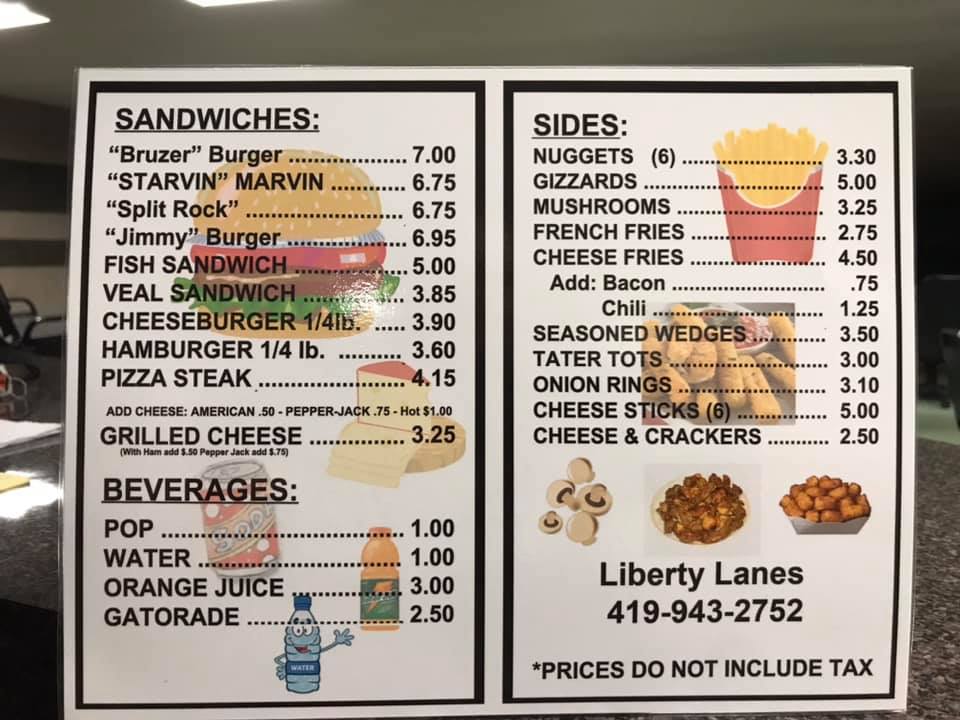 SANDWICHES:
"Bruzer" Burger .................... 7.00
"STARVIN" MARVIN ............ 6.75
"Split Rock" .......................... 6.75
"Jimmy" Burger .................... 6.95
FISH SANDWICH .................. 5.00
VEAL SANDWICH ................. 3.85
CHEESEBURGER 1/4lb. ..... 3.90
HAMBURGER 1/4 lb. .......... 3.60
PIZZA STEAK ........................ 4.15
ADD CHEESE: AMERICAN .50 - PEPPER-JACK .75 - Hot $1.00
GRILLED CHEESE ............... 3.25
(With Ham add $.50 Pepper Jack add $.75)
BEVERAGES:
POP ....................................... 1.00
WATER ................................. 1.00
ORANGE JUICE .................. 3.00
GATORADE ......................... 2.50
WATER
SIDES:
NUGGETS (6) ....................... 3.30
GIZZARDS ............................. 5.00
MUSHROOMS ....................... 3.25
FRENCH FRIES ..................... 2.75
CHEESE FRIES ..................... 4.50
Add: Bacon ......................... .75
Chili ............................ 1.25
SEASONED WEDGES ............ 3.50
TATER TOTS ......................... 3.00
ONION RINGS ....................... 3.10
CHEESE STICKS (6) .............. 5.00
CHEESE & CRACKERS ........... 2.50
Liberty Lanes
419-943-2752
*PRICES DO NOT INCLUDE TAX